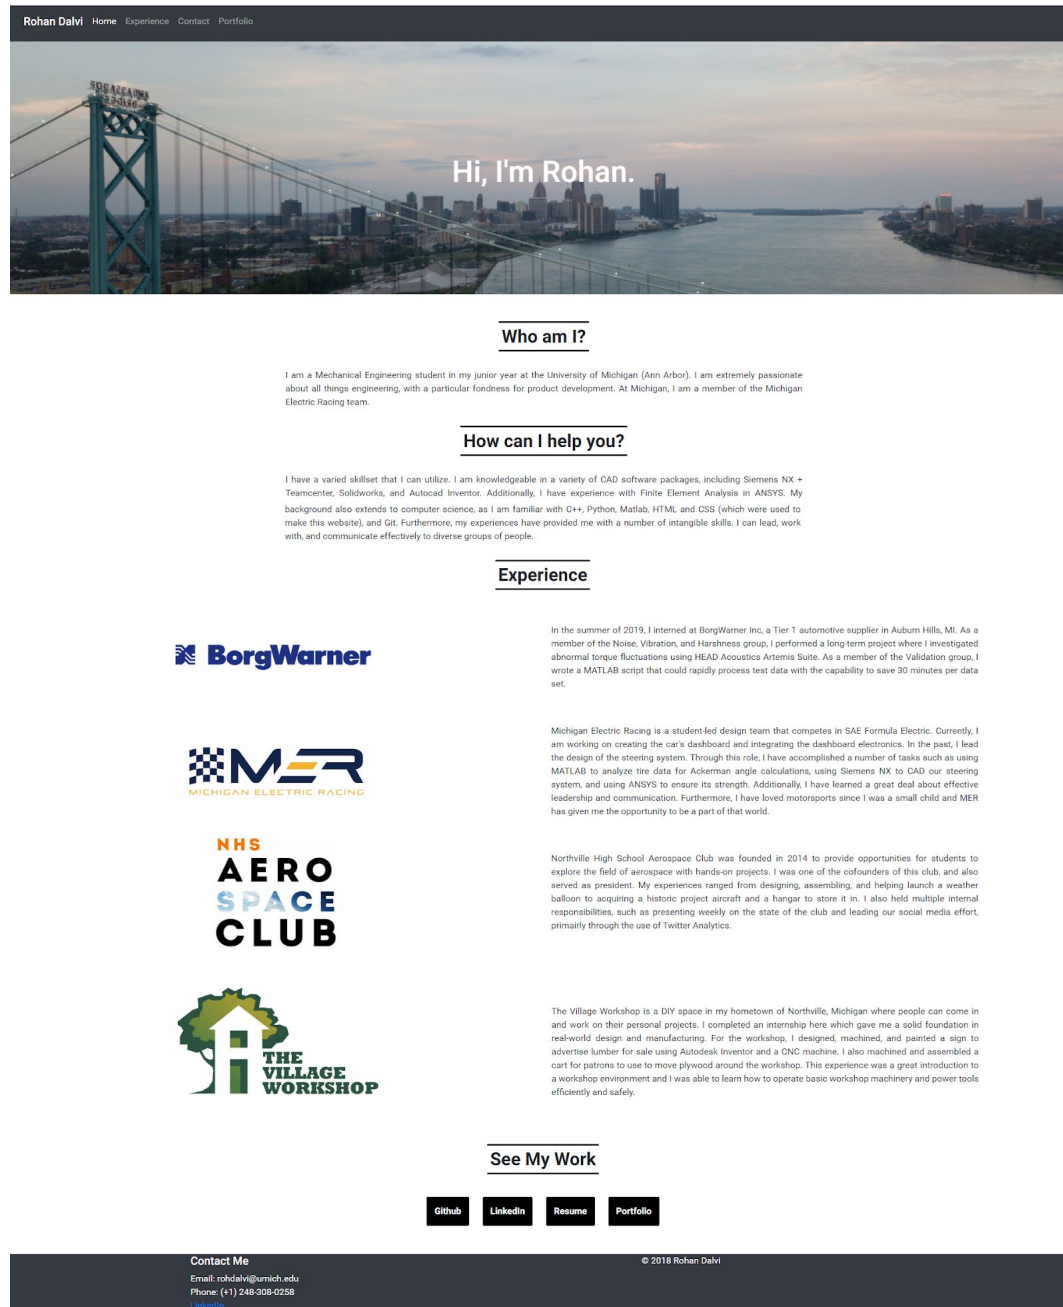 Rohan Dalvi Home Experience Contact Portfolio
AMBASSADOR
BRIDGE
Hi, I'm Rohan.
Who am I?
I am a Mechanical Engineering student in my junior year at the University of Michigan (Ann Arbor). I am extremely passionate
about all things engineering, with a particular fondness for product development. At Michigan, I am a member of the Michigan
Electric Racing team.
How can I help you?
I have a varied skillset that I can utilize. I am knowledgeable in a variety of CAD software packages, including Siemens NX +
Teamcenter, Solidworks, and Autocad Inventor. Additionally, I have experience with Finite Element Analysis in ANSYS. My
background also extends to computer science, as I am familiar with C++, Python, Matlab, HTML and CSS (which were used to
make this website), and Git. Furthermore, my experiences have provided me with a number of intangible skills. I can lead, work
with, and communicate effectively to diverse groups of people.
Experience
BorgWarner
In the summer of 2019, I interned at BorgWarner Inc, a Tier 1 automotive supplier in Auburn Hills, MI. As a
member of the Noise, Vibration, and Harshness group, I performed a long-term project where I investigated
abnormal torque fluctuations using HEAD Acoustics Artemis Suite. As a member of the Validation group, I
wrote a MATLAB script that could rapidly process test data with the capability to save 30 minutes per data
set.
MER
MICHIGAN ELECTRIC RACING
Michigan Electric Racing is a student-led design team that competes in SAE Formula Electric. Currently, I
am working on creating the car's dashboard and integrating the dashboard electronics. In the past, I lead
the design of the steering system. Through this role, I have accomplished a number of tasks such as using
MATLAB to analyze tire data for Ackerman angle calculations, using Siemens NX to CAD our steering
system, and using ANSYS to ensure its strength. Additionally, I have learned a great deal about effective
leadership and communication. Furthermore, I have loved motorsports since I was a small child and MER
has given me the opportunity to be a part of that world.
NHS
AERO
SPACE
CLUB
Northville High School Aerospace Club was founded in 2014 to provide opportunities for students to
explore the field of aerospace with hands-on projects. I was one of the cofounders of this club, and also
served as president. My experiences ranged from designing, assembling, and helping launch a weather
balloon to acquiring a historic project aircraft and a hangar to store it in. I also held multiple internal
responsibilities, such as presenting weekly on the state of the club and leading our social media effort,
primairly through the use of Twitter Analytics.
THE
VILLAGE
WORKSHOP
The Village Workshop is a DIY space in my hometown of Northville, Michigan where people can come in
and work on their personal projects. I completed an internship here which gave me a solid foundation in
real-world design and manufacturing. For the workshop, I designed, machined, and painted a sign to
advertise lumber for sale using Autodesk Inventor and a CNC machine. I also machined and assembled a
cart for patrons to use to move plywood around the workshop. This experience was a great introduction to
a workshop environment and I was able to learn how to operate basic workshop machinery and power tools
efficiently and safely.
See My Work
Github LinkedIn Resume Portfolio
Contact Me
Email: rohdalvi@umich.edu
Phone: (+1) 248-308-0258
LinkedIn
© 2018 Rohan Dalvi